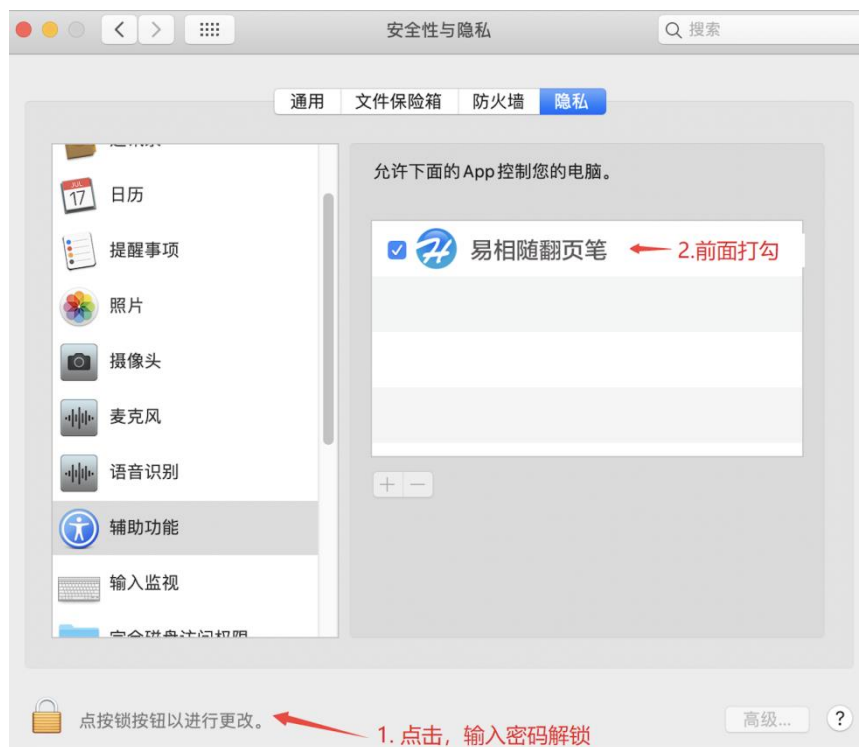 安全性与隐私
搜索
通用 文件保险箱 防火墙 隐私
允许下面的App控制您的电脑。
JUL
17
日历
提醒事项
照片
摄像头
麦克风
语音识别
辅助功能
输入监视
易相随翻页笔
2.前面打勾
点按锁按钮以进行更改。
1. 点击，输入密码解锁
高级...
?